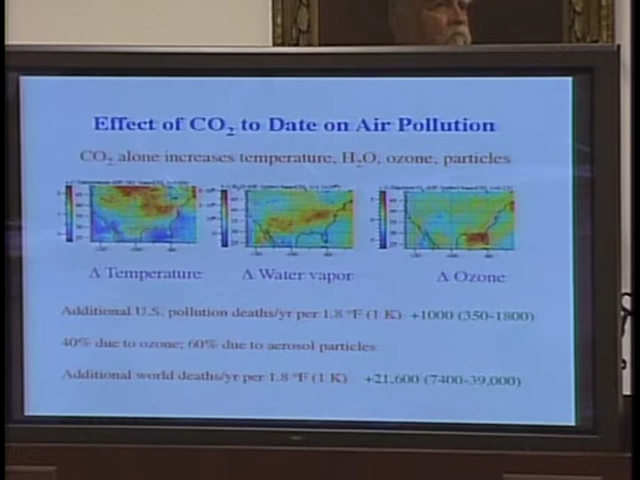 Effect of CO2 to Date on Air Pollution
CO2 alone increases temperature, H2O, ozone, particles
Δ Temperature Δ Water vapor Δ Ozone
Additional U.S. pollution deaths/yr per 1.8 °F (1 K) +1000 (350-1800)
40% due to ozone; 60% due to aerosol particles
Additional world deaths/yr per 1.8 °F (1 K) +21,600 (7400-39,000)